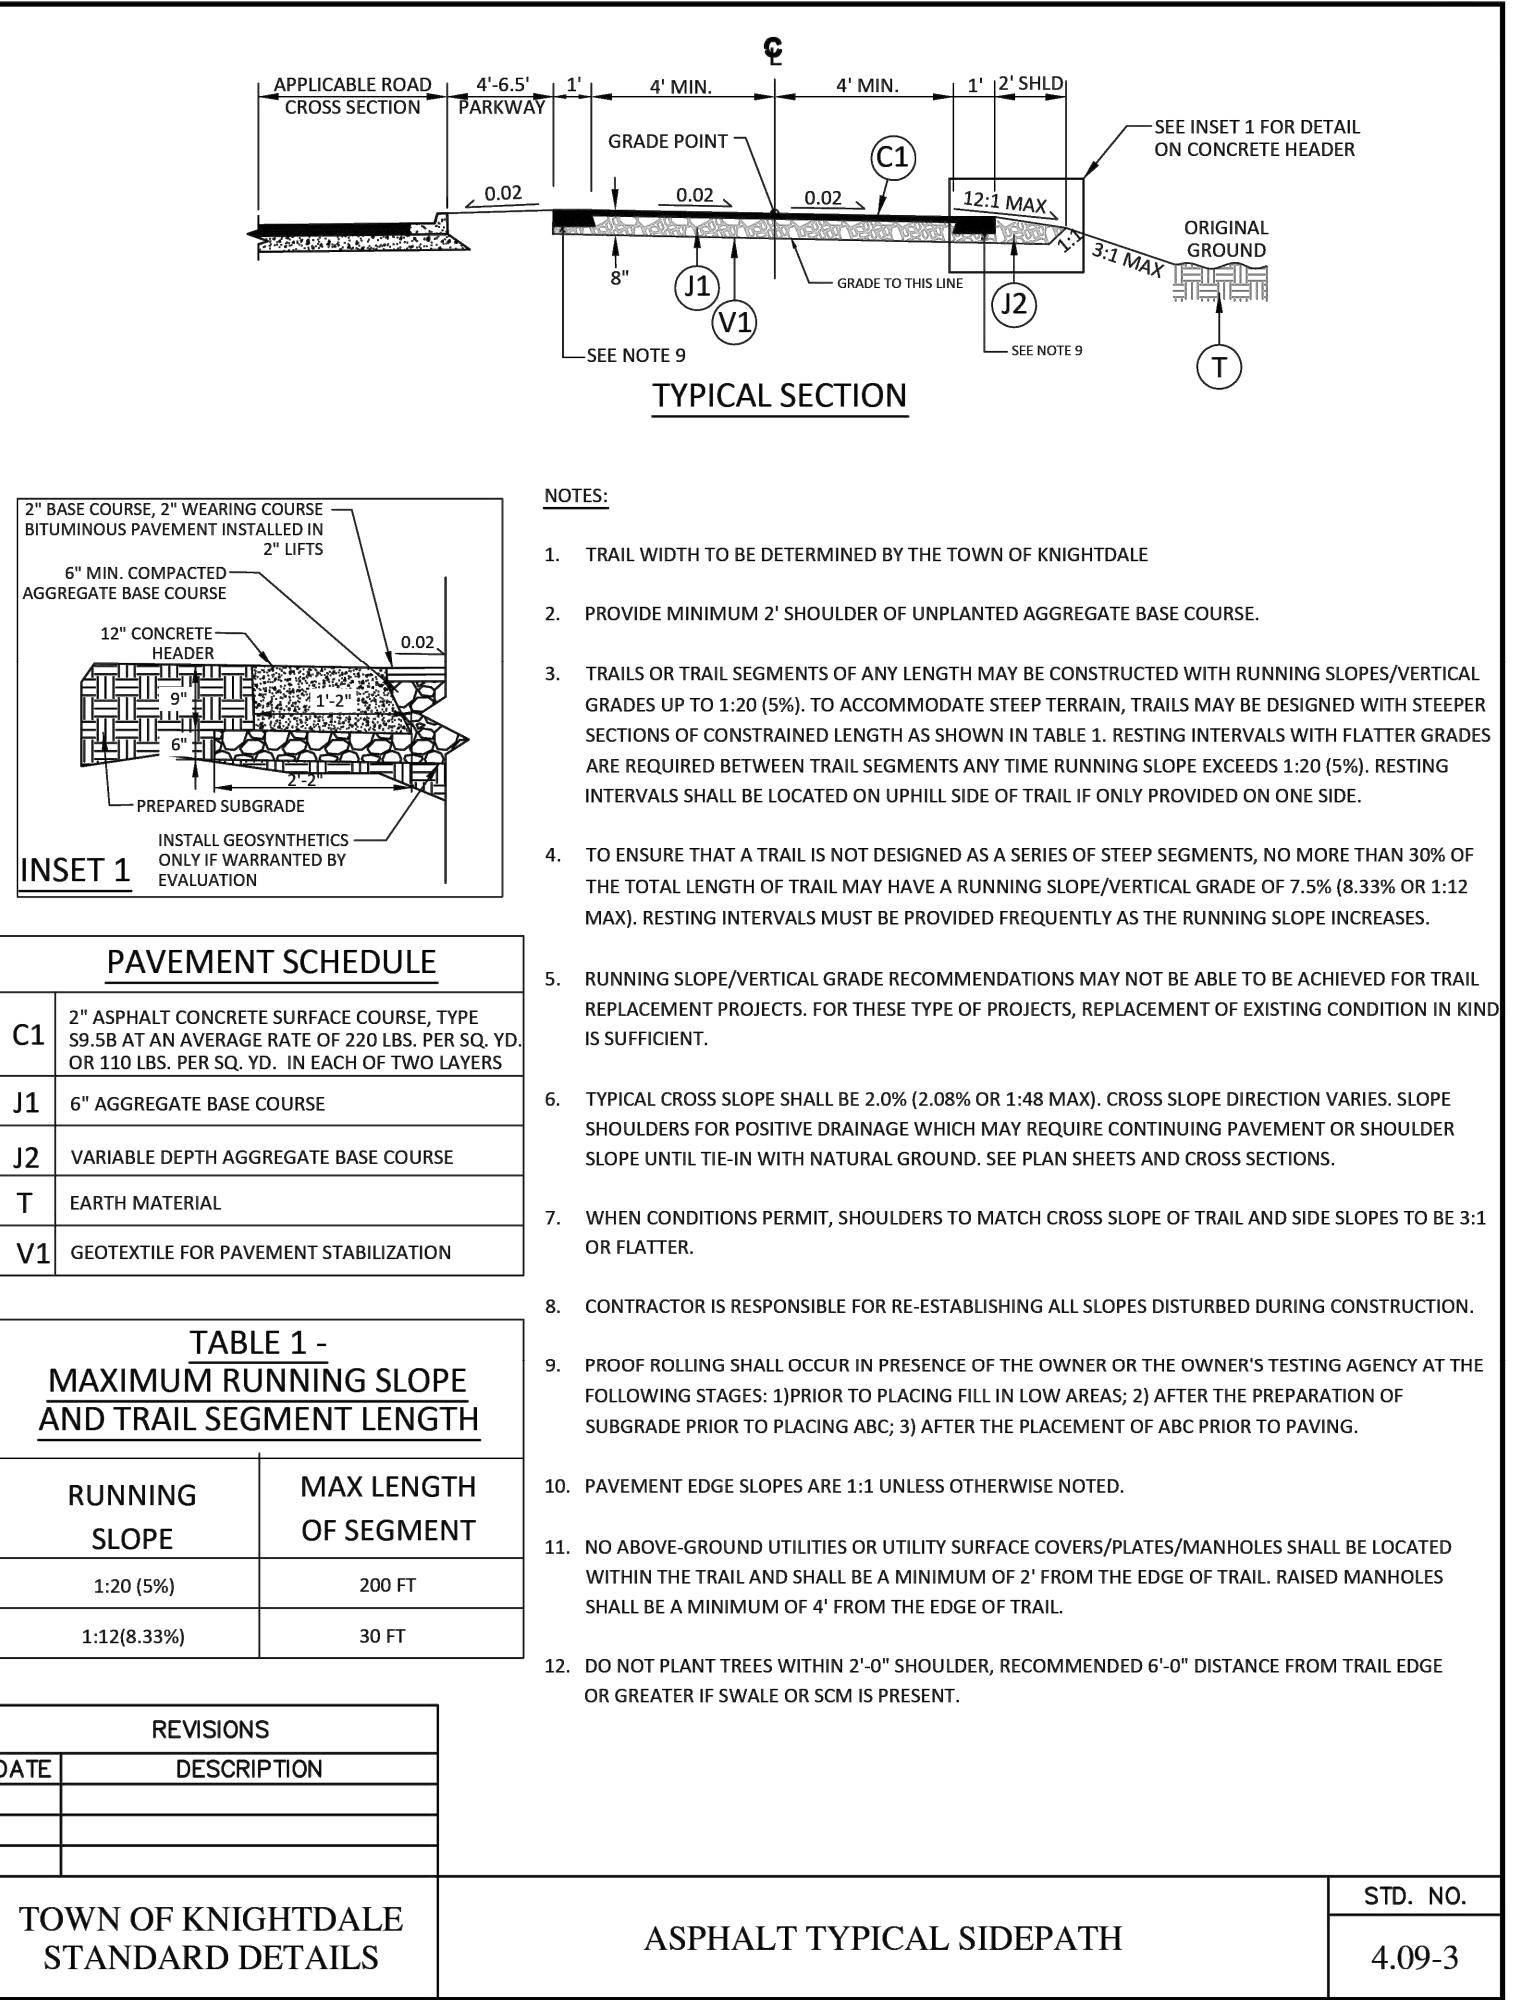 ℄
APPLICABLE ROAD
CROSS SECTION
4'-6.5'
PARKWAY
1'
4' MIN.
4' MIN.
1'
2' SHLD
GRADE POINT
C1
SEE INSET 1 FOR DETAIL
ON CONCRETE HEADER
0.02
0.02
0.02
12:1 MAX
1:1
3:1 MAX
ORIGINAL
GROUND
8"
J1
V1
GRADE TO THIS LINE
J2
SEE NOTE 9
SEE NOTE 9
T
TYPICAL SECTION
2" BASE COURSE, 2" WEARING COURSE
BITUMINOUS PAVEMENT INSTALLED IN
2" LIFTS
6" MIN. COMPACTED
AGGREGATE BASE COURSE
12" CONCRETE
HEADER
0.02
9"
1'-2"
6"
2'-2"
PREPARED SUBGRADE
INSTALL GEOSYNTHETICS
ONLY IF WARRANTED BY
EVALUATION
INSET 1
PAVEMENT SCHEDULE
C1 2" ASPHALT CONCRETE SURFACE COURSE, TYPE
S9.5B AT AN AVERAGE RATE OF 220 LBS. PER SQ. YD.
OR 110 LBS. PER SQ. YD. IN EACH OF TWO LAYERS
J1 6" AGGREGATE BASE COURSE
J2 VARIABLE DEPTH AGGREGATE BASE COURSE
T EARTH MATERIAL
V1 GEOTEXTILE FOR PAVEMENT STABILIZATION
TABLE 1 -
MAXIMUM RUNNING SLOPE
AND TRAIL SEGMENT LENGTH
RUNNING
SLOPE
MAX LENGTH
OF SEGMENT
1:20 (5%) 200 FT
1:12(8.33%) 30 FT
NOTES:
1. TRAIL WIDTH TO BE DETERMINED BY THE TOWN OF KNIGHTDALE
2. PROVIDE MINIMUM 2' SHOULDER OF UNPLANTED AGGREGATE BASE COURSE.
3. TRAILS OR TRAIL SEGMENTS OF ANY LENGTH MAY BE CONSTRUCTED WITH RUNNING SLOPES/VERTICAL
GRADES UP TO 1:20 (5%). TO ACCOMMODATE STEEP TERRAIN, TRAILS MAY BE DESIGNED WITH STEEPER
SECTIONS OF CONSTRAINED LENGTH AS SHOWN IN TABLE 1. RESTING INTERVALS WITH FLATTER GRADES
ARE REQUIRED BETWEEN TRAIL SEGMENTS ANY TIME RUNNING SLOPE EXCEEDS 1:20 (5%). RESTING
INTERVALS SHALL BE LOCATED ON UPHILL SIDE OF TRAIL IF ONLY PROVIDED ON ONE SIDE.
4. TO ENSURE THAT A TRAIL IS NOT DESIGNED AS A SERIES OF STEEP SEGMENTS, NO MORE THAN 30% OF
THE TOTAL LENGTH OF TRAIL MAY HAVE A RUNNING SLOPE/VERTICAL GRADE OF 7.5% (8.33% OR 1:12
MAX). RESTING INTERVALS MUST BE PROVIDED FREQUENTLY AS THE RUNNING SLOPE INCREASES.
5. RUNNING SLOPE/VERTICAL GRADE RECOMMENDATIONS MAY NOT BE ABLE TO BE ACHIEVED FOR TRAIL
REPLACEMENT PROJECTS. FOR THESE TYPE OF PROJECTS, REPLACEMENT OF EXISTING CONDITION IN KIND
IS SUFFICIENT.
6. TYPICAL CROSS SLOPE SHALL BE 2.0% (2.08% OR 1:48 MAX). CROSS SLOPE DIRECTION VARIES. SLOPE
SHOULDERS FOR POSITIVE DRAINAGE WHICH MAY REQUIRE CONTINUING PAVEMENT OR SHOULDER
SLOPE UNTIL TIE-IN WITH NATURAL GROUND. SEE PLAN SHEETS AND CROSS SECTIONS.
7. WHEN CONDITIONS PERMIT, SHOULDERS TO MATCH CROSS SLOPE OF TRAIL AND SIDE SLOPES TO BE 3:1
OR FLATTER.
8. CONTRACTOR IS RESPONSIBLE FOR RE-ESTABLISHING ALL SLOPES DISTURBED DURING CONSTRUCTION.
9. PROOF ROLLING SHALL OCCUR IN PRESENCE OF THE OWNER OR THE OWNER'S TESTING AGENCY AT THE
FOLLOWING STAGES: 1)PRIOR TO PLACING FILL IN LOW AREAS; 2) AFTER THE PREPARATION OF
SUBGRADE PRIOR TO PLACING ABC; 3) AFTER THE PLACEMENT OF ABC PRIOR TO PAVING.
10. PAVEMENT EDGE SLOPES ARE 1:1 UNLESS OTHERWISE NOTED.
11. NO ABOVE-GROUND UTILITIES OR UTILITY SURFACE COVERS/PLATES/MANHOLES SHALL BE LOCATED
WITHIN THE TRAIL AND SHALL BE A MINIMUM OF 2' FROM THE EDGE OF TRAIL. RAISED MANHOLES
SHALL BE A MINIMUM OF 4' FROM THE EDGE OF TRAIL.
12. DO NOT PLANT TREES WITHIN 2'-0" SHOULDER, RECOMMENDED 6'-0" DISTANCE FROM TRAIL EDGE
OR GREATER IF SWALE OR SCM IS PRESENT.
REVISIONS
DATE DESCRIPTION
TOWN OF KNIGHTDALE
STANDARD DETAILS
ASPHALT TYPICAL SIDEPATH
STD. NO.
4.09-3